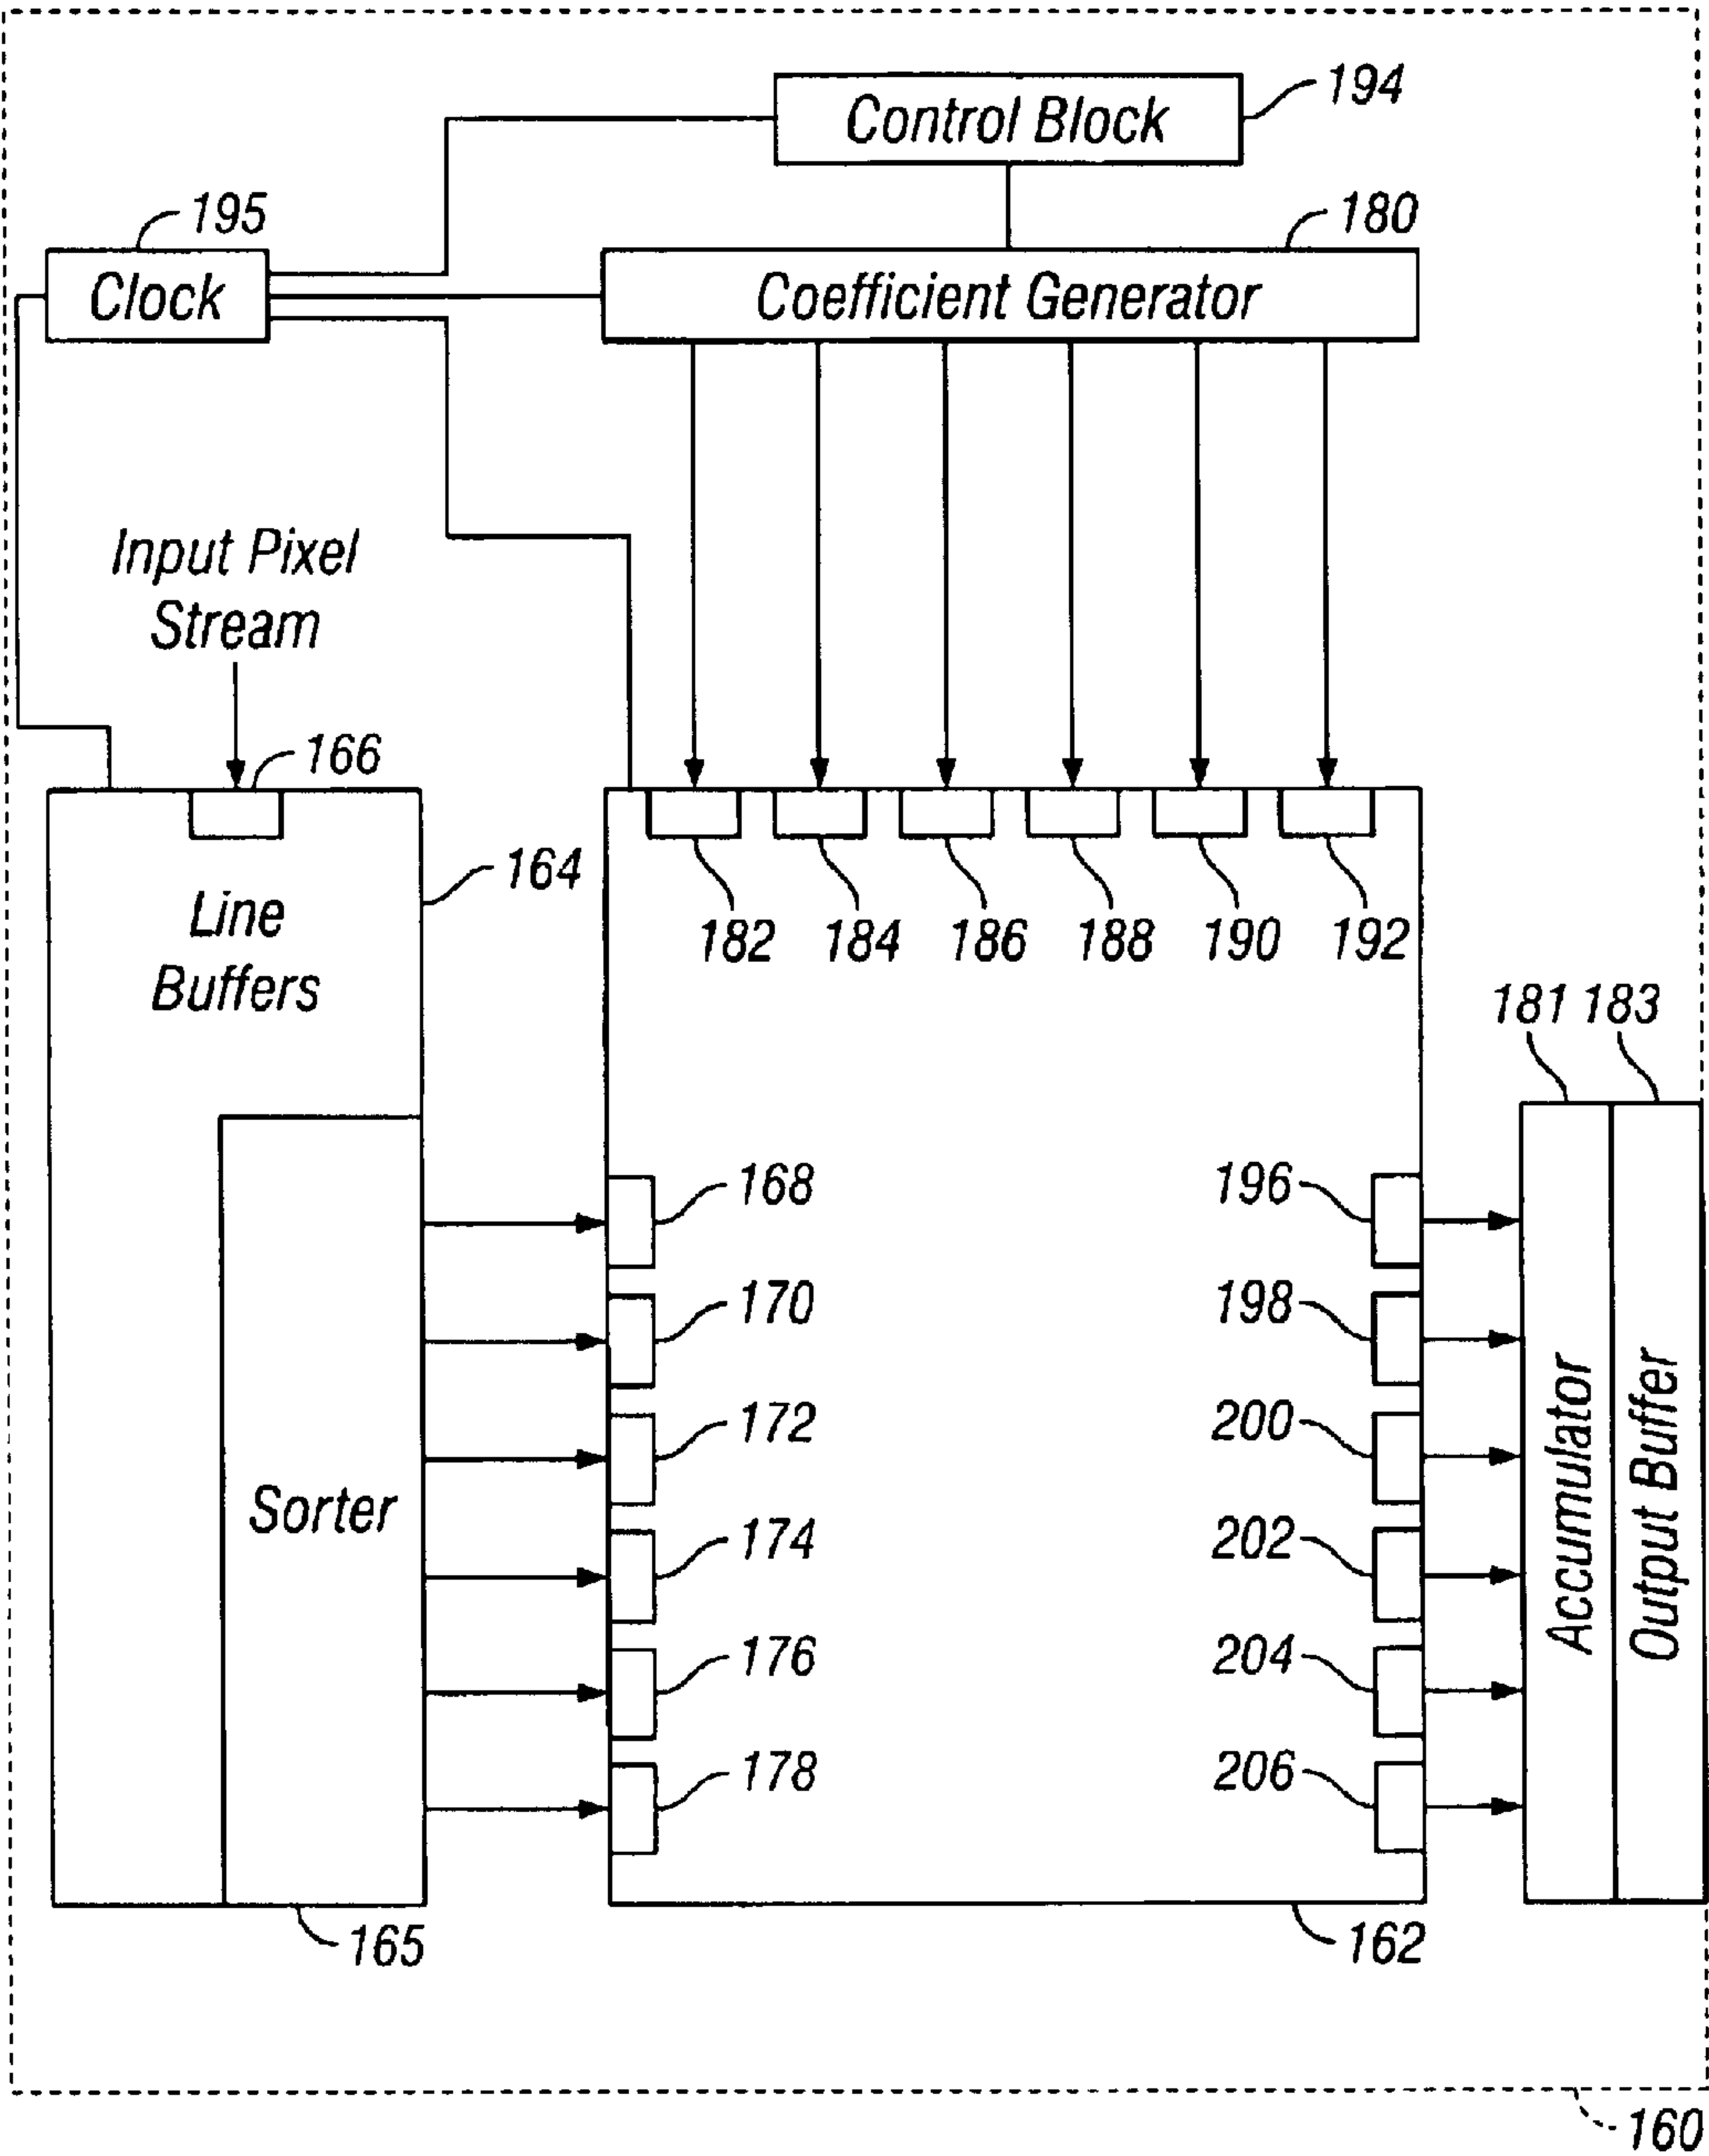 194
Control Block
195
180
Clock
Coefficient Generator
Input Pixel
Stream
166
164
Line
Buffers
182 184 186 188 190 192
181 183
168
196
170
198
172
200
Sorter
174
202
176
204
178
206
Accumulator
Output Buffer
165
162
160